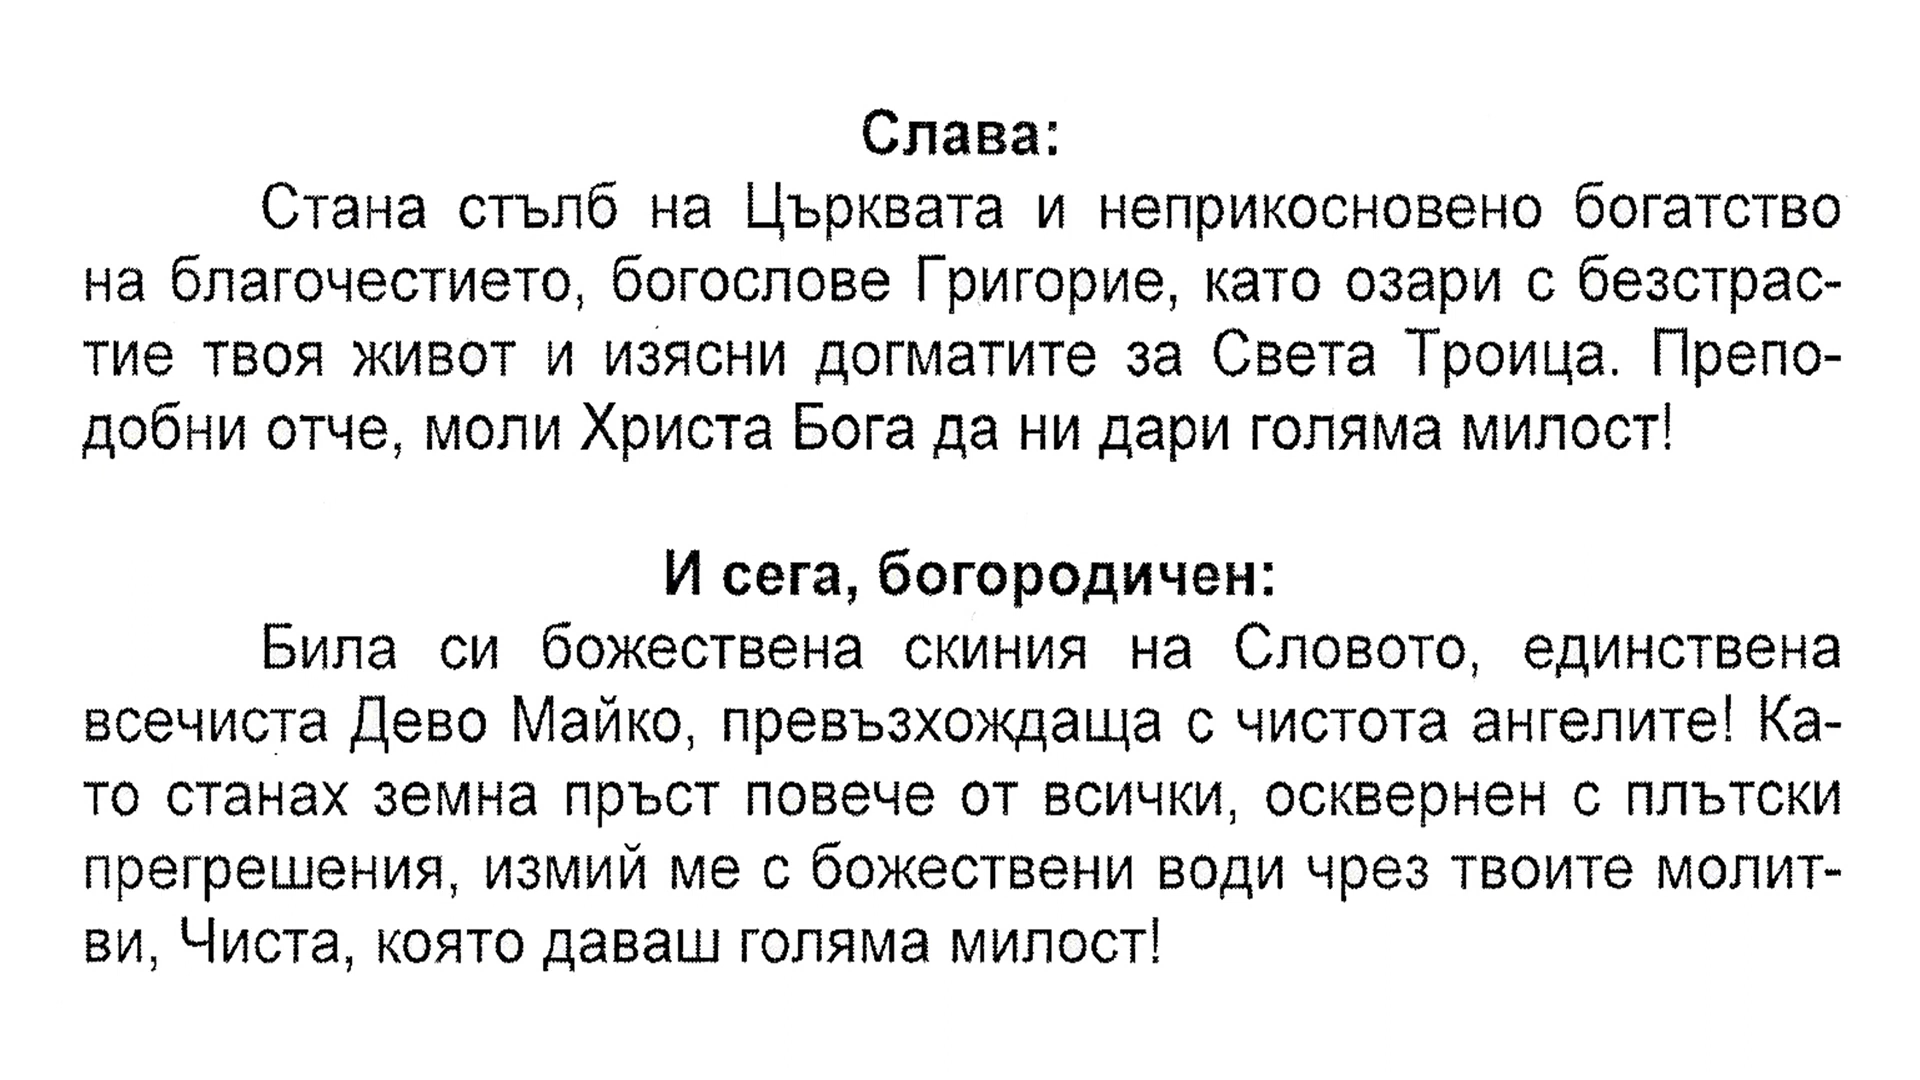 Слава:
Стана стълб на Църквата и неприкосновено богатство
на благочестието, богослове Григорие, като озари с безстрас-
тие твоя живот и изясни догматите за Света Троица. Препо-
добни отче, моли Христа Бога да ни дари голяма милост!
И сега, богородичен:
Била си божествена скиния на Словото, единствена
всечиста Дево Майко, превъзхождаща с чистота ангелите! Ка-
то станах земна пръст повече от всички, осквернен с плътски
прегрешения, измий ме с божествени води чрез твоите молит-
ви, Чиста, която даваш голяма милост!